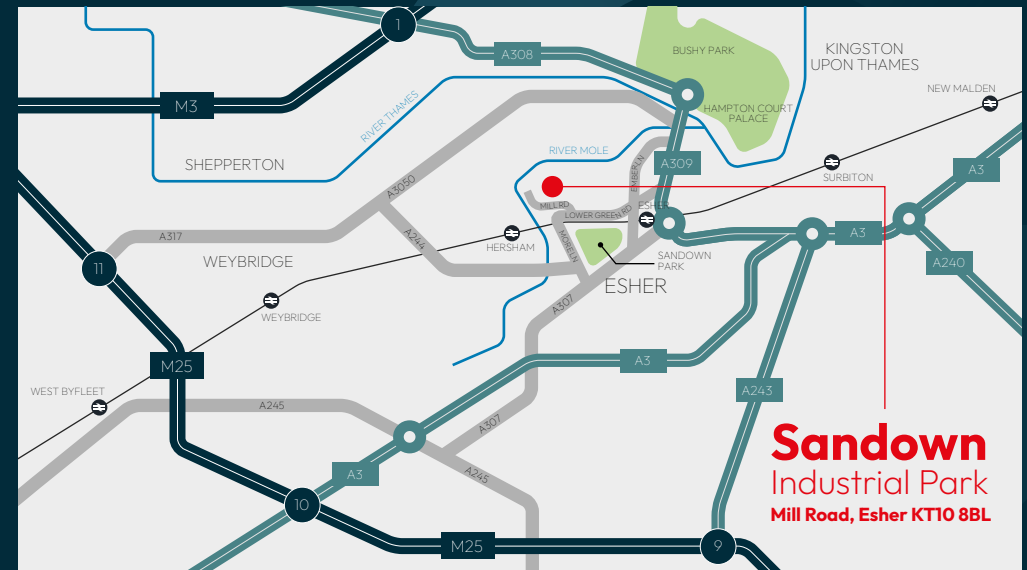 1
A308
BUSHY PARK
KINGSTON
UPON THAMES
NEW MALDEN
M3
RIVER THAMES
HAMPTON COURT
PALACE
SHEPPERTON
RIVER MOLE
A309
EMBER LN
SURBITON
A3
A3050
MILL RD
LOWER GREEN RD
ESHER
A317
A244
HERSHAM
MORE LN
A3
A240
11
WEYBRIDGE
SANDOWN
PARK
ESHER
WEYBRIDGE
A307
M25
A3
WEST BYFLEET
A245
A243
A307
Sandown
Industrial Park
Mill Road, Esher KT10 8BL
A3
A245
10
M25
9